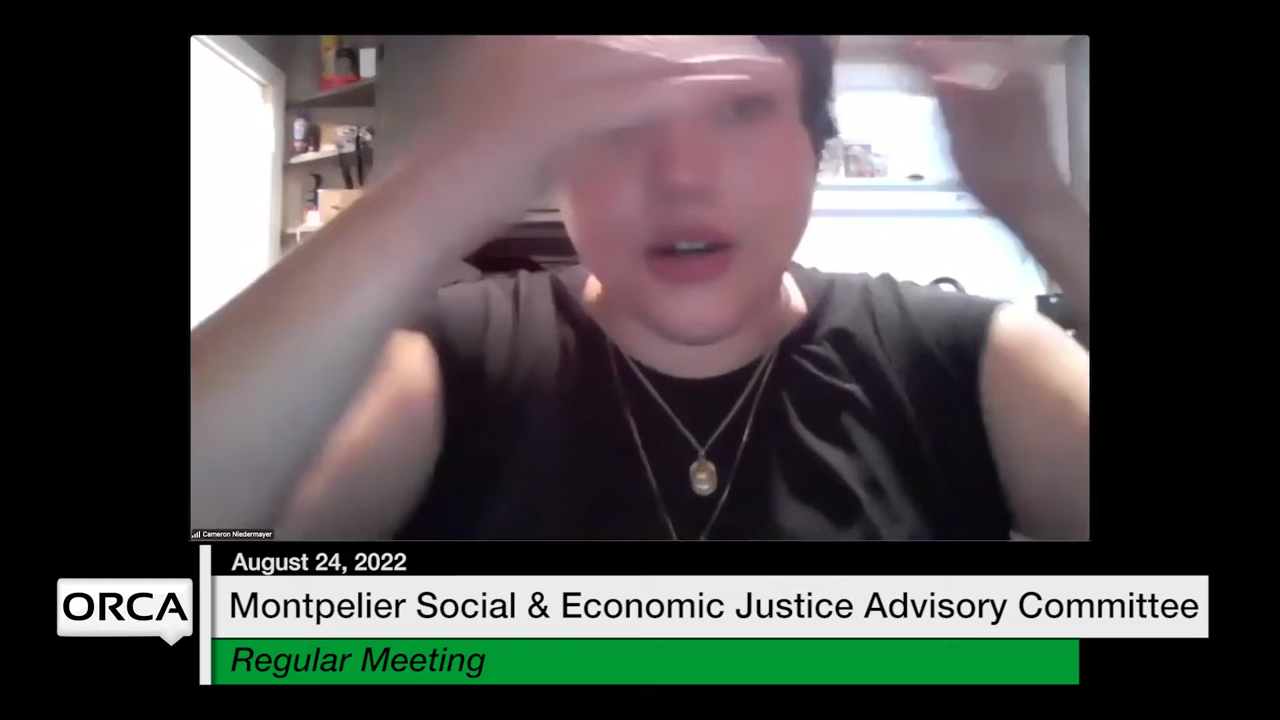 Cameron Niedermayer
August 24, 2022
ORCA
Montpelier Social & Economic Justice Advisory Committee
Regular Meeting